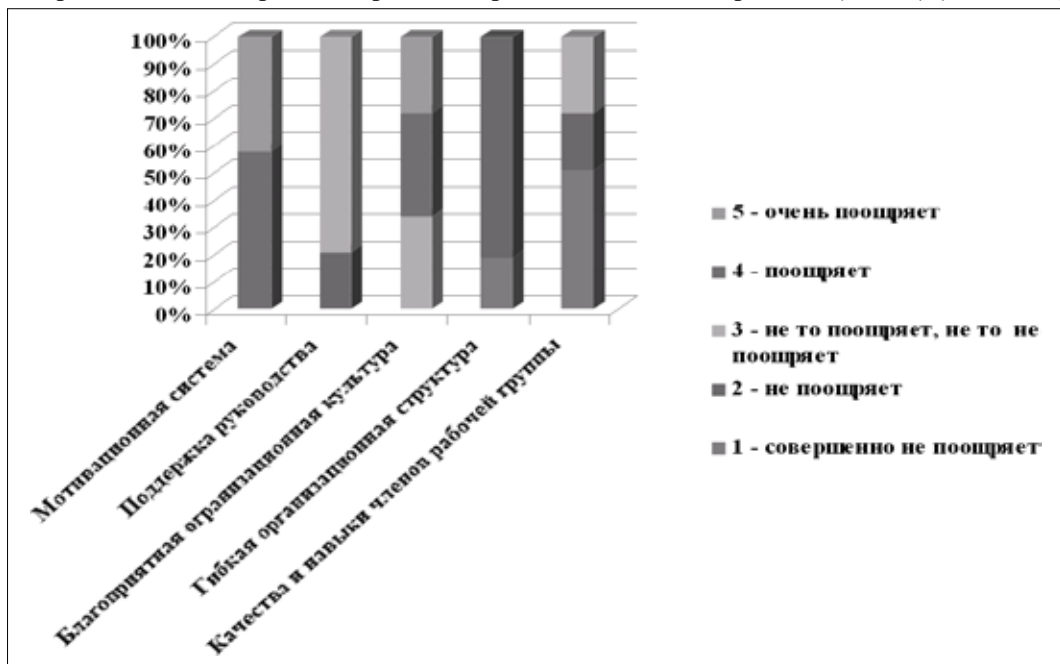 100%
90%
80%
70%
60%
50%
40%
30%
20%
10%
0%
Мотивационная система
Поддержка руководства
Благоприятная огранизационная культура
Гибкая организационная структура
Качества и навыки членов рабочей группы
5 - очень поощряет
4 - поощряет
3 - не то поощряет, не то не
поощряет
2 - не поощряет
1 - совершенно не поощряет